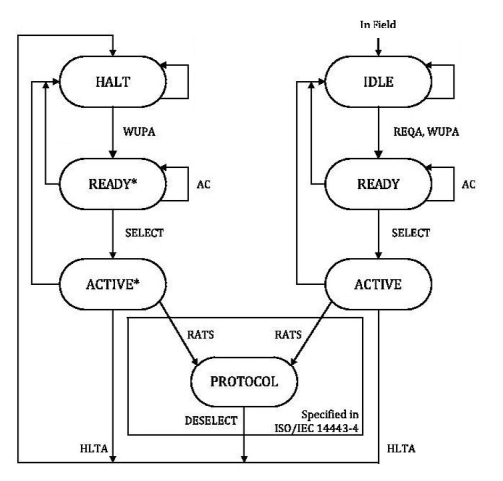 In Field
HALT
IDLE
WUPA
REQA, WUPA
READY*
AC
READY
AC
SELECT
SELECT
ACTIVE*
ACTIVE
RATS
RATS
PROTOCOL
DESELECT
Specified in
ISO/IEC 14443-4
HLTA
HLTA